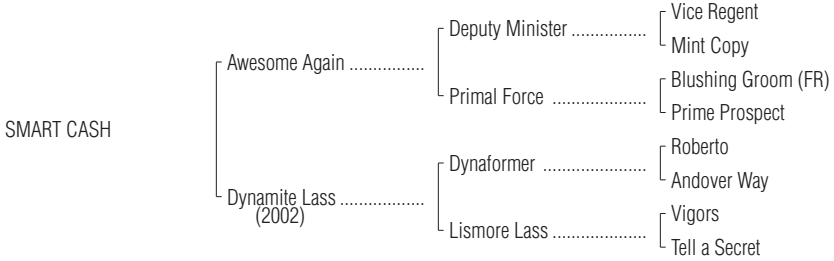 Vice Regent
Deputy Minister ................
Mint Copy
Awesome Again ................
Blushing Groom (FR)
Primal Force ....................
Prime Prospect
SMART CASH
Roberto
Dynaformer ......................
Andover Way
Dynamite Lass ..................
(2002)
Vigors
Lismore Lass ....................
Tell a Secret